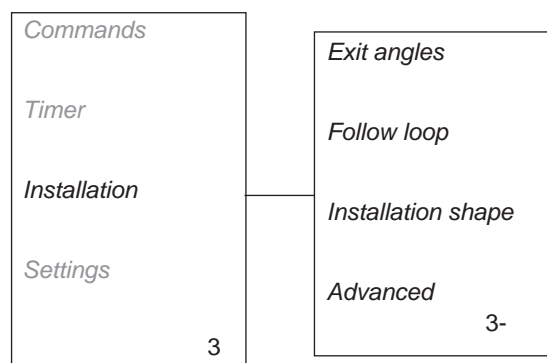 Commands
Timer
Installation
Settings
3
Exit angles
Follow loop
Installation shape
Advanced
3-